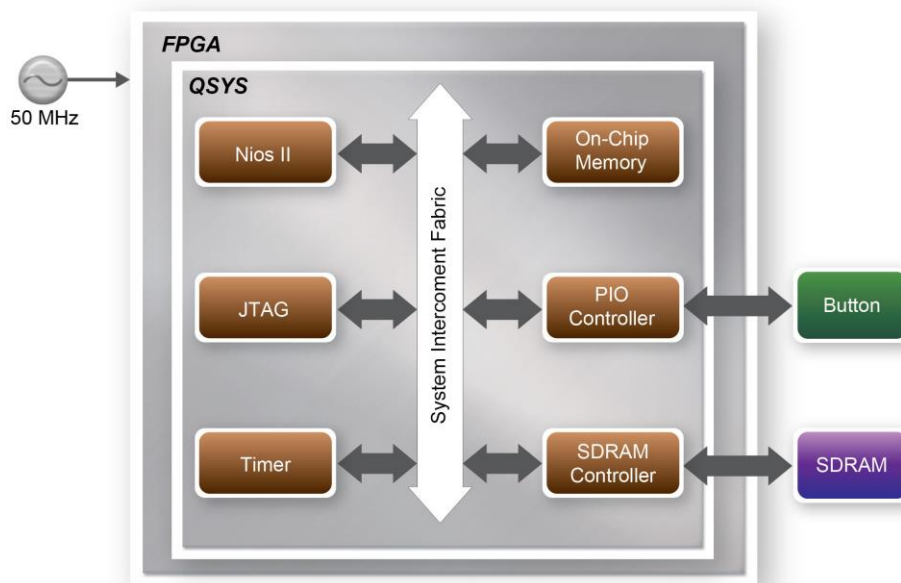 FPGA
QSYS
50 MHz
Nios II
On-Chip
Memory
System Intercoment Fabric
JTAG
PIO
Controller
Button
Timer
SDRAM
Controller
SDRAM